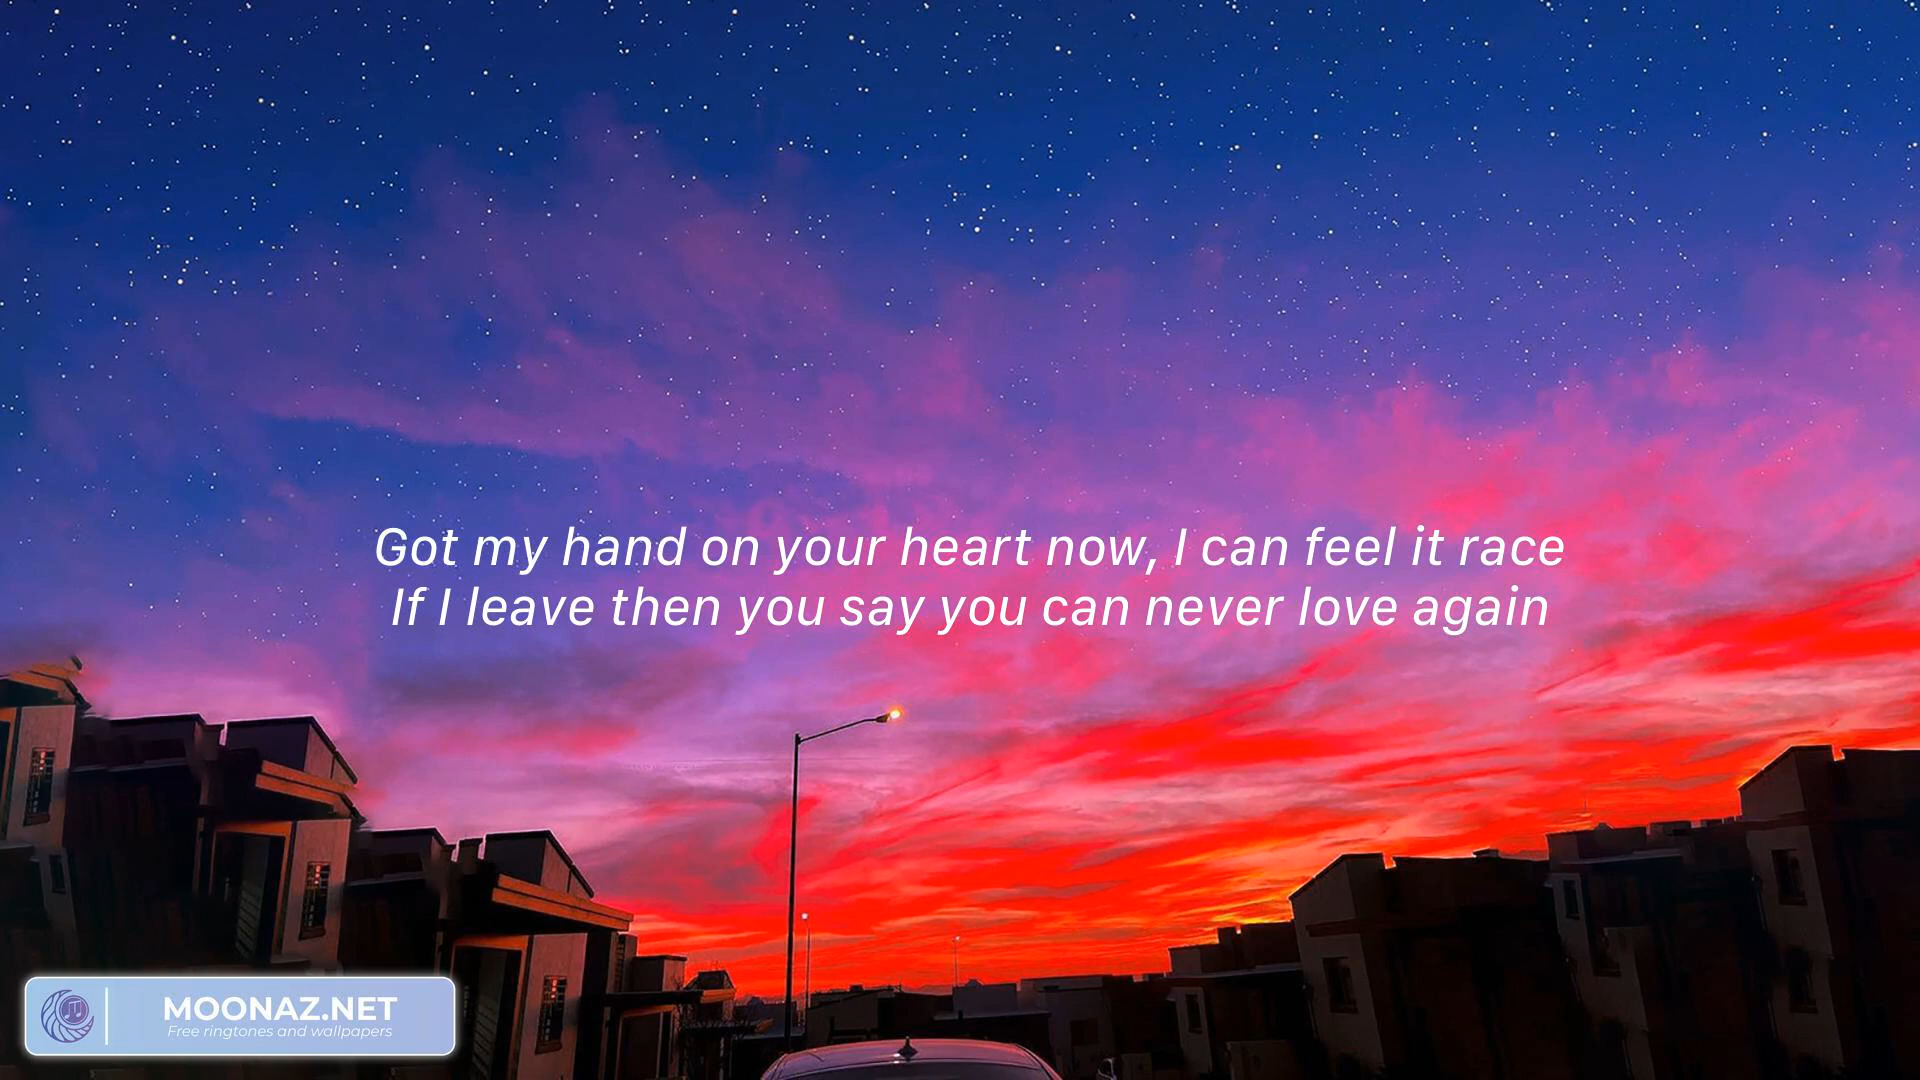 Got my hand on your heart now, I can feel it race
If I leave then you say you can never love again
MOONAZ.NET
Free ringtones and wallpapers